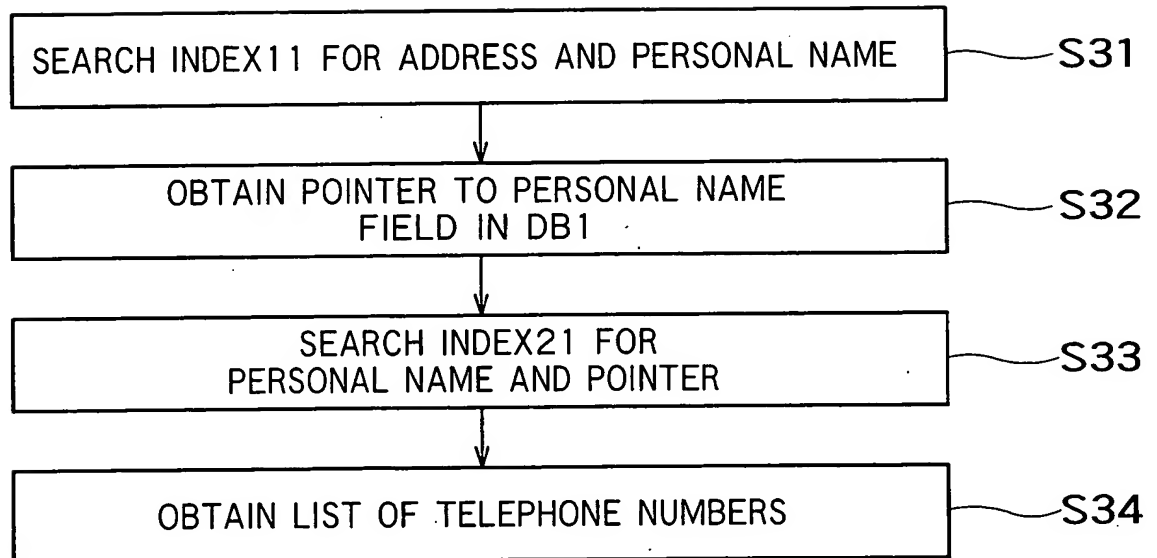 SEARCH INDEX11 FOR ADDRESS AND PERSONAL NAME
S31
OBTAIN POINTER TO PERSONAL NAME
FIELD IN DB1
S32
SEARCH INDEX21 FOR
PERSONAL NAME AND POINTER
S33
OBTAIN LIST OF TELEPHONE NUMBERS
S34